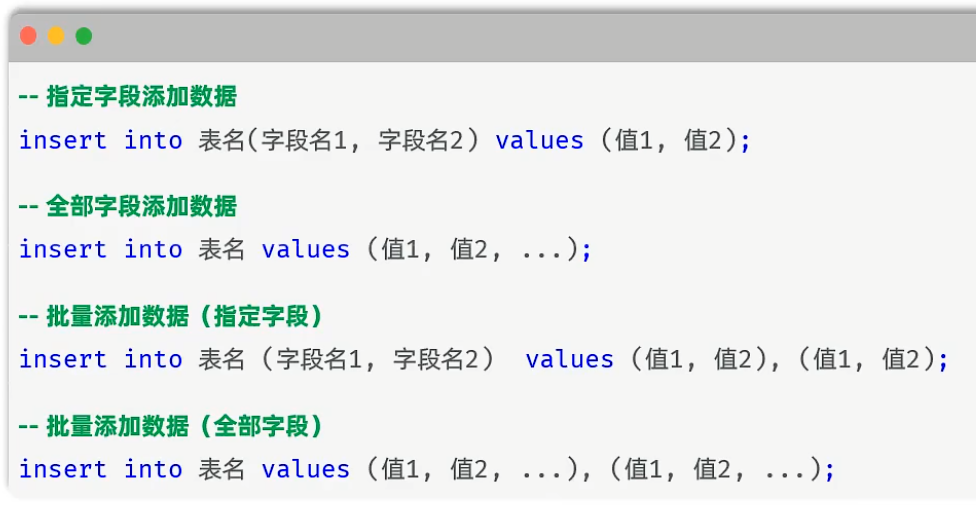 -- 指定字段添加数据
insert into 表名(字段名1, 字段名2) values (值1, 值2);
-- 全部字段添加数据
insert into 表名 values (值1, 值2, ...);
-- 批量添加数据（指定字段）
insert into 表名 (字段名1, 字段名2) values (值1, 值2), (值1, 值2);
-- 批量添加数据（全部字段）
insert into 表名 values (值1, 值2, ...), (值1, 值2, ...);